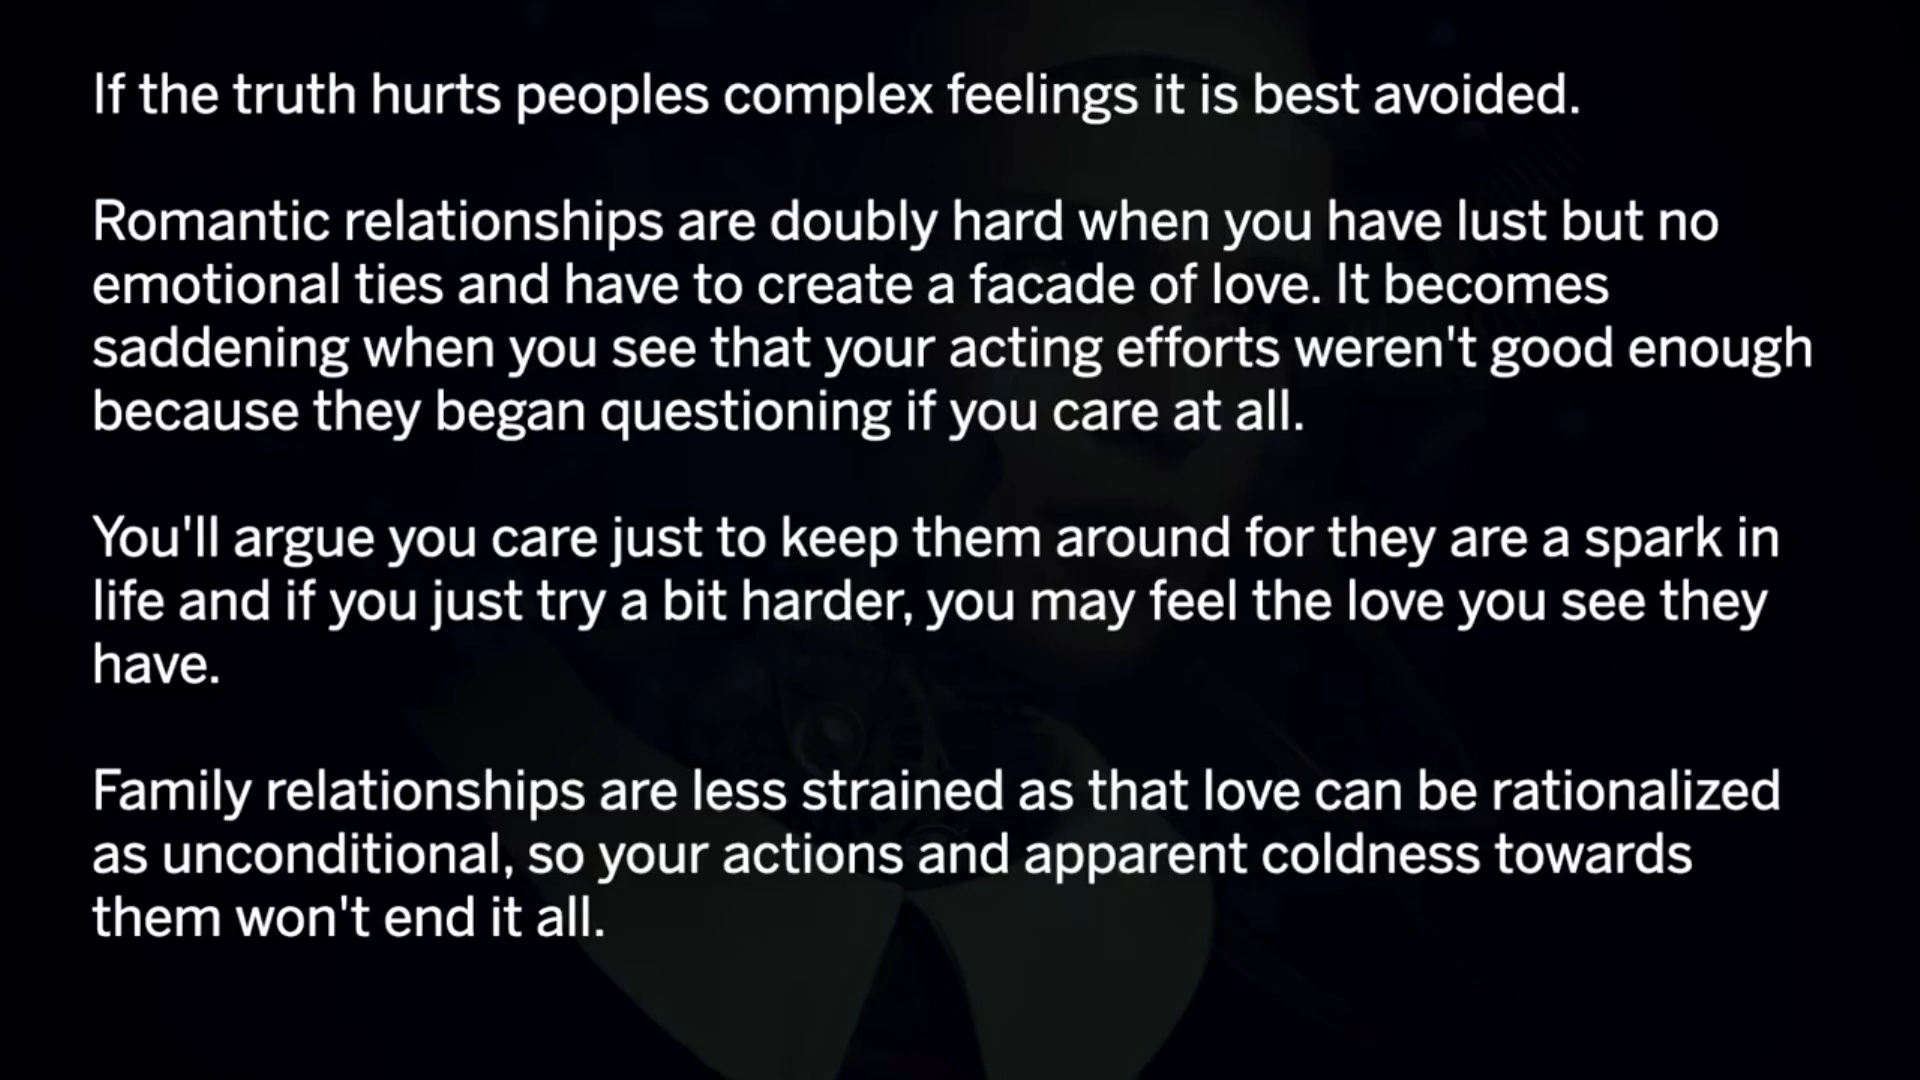 If the truth hurts peoples complex feelings it is best avoided.
Romantic relationships are doubly hard when you have lust but no
emotional ties and have to create a facade of love. It becomes
saddening when you see that your acting efforts weren't good enough
because they began questioning if you care at all.
You'll argue you care just to keep them around for they are a spark in
life and if you just try a bit harder, you may feel the love you see they
have.
Family relationships are less strained as that love can be rationalized
as unconditional, so your actions and apparent coldness towards
them won't end it all.